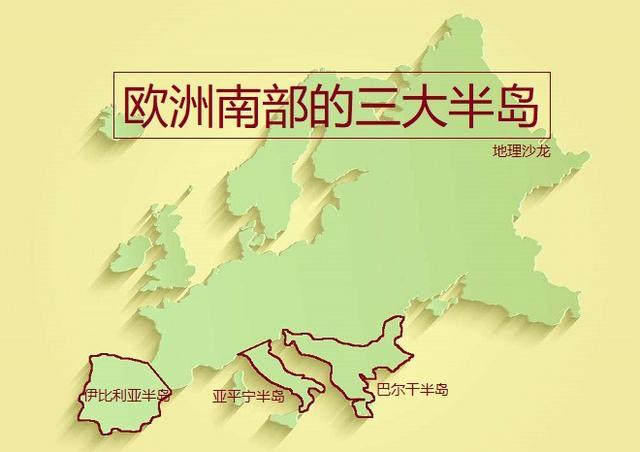 欧洲南部的三大半岛
地理沙龙
伊比利亚半岛
亚平宁半岛
巴尔干半岛